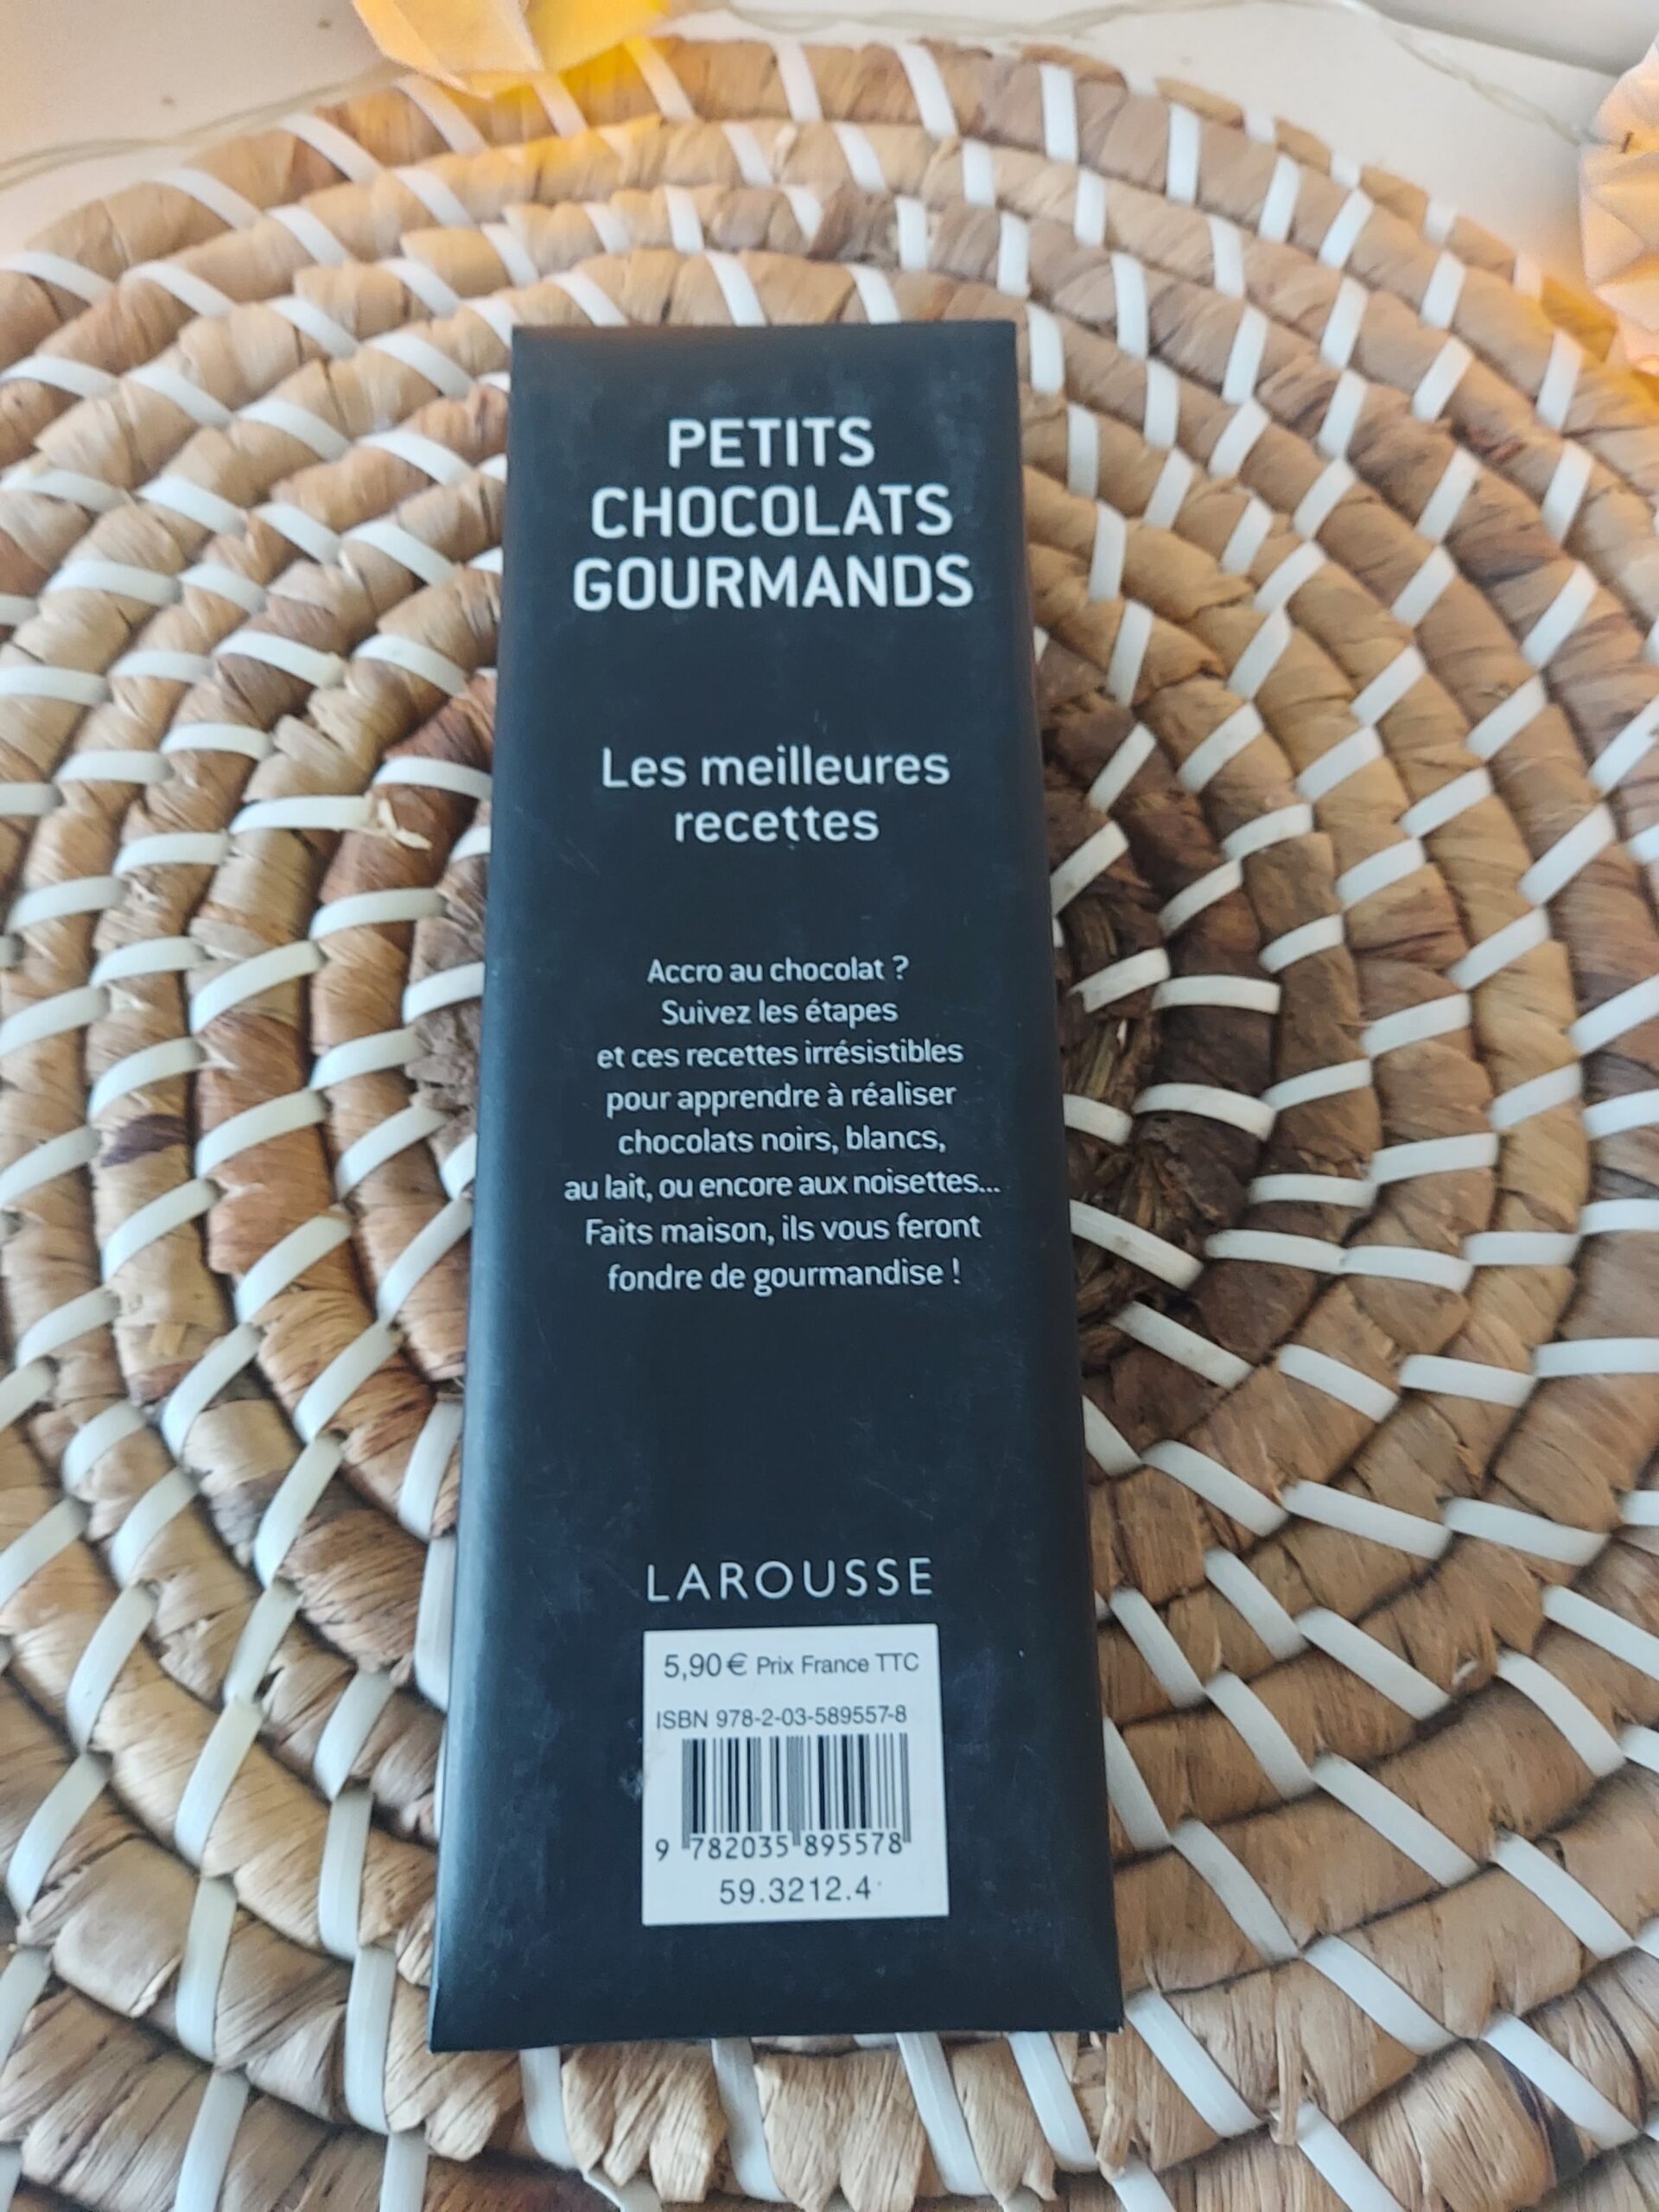 PETITS
CHOCOLATS
GOURMANDS
Les meilleures
recettes
Accro au chocolat ?
Suivez les étapes
et ces recettes irrésistibles
pour apprendre à réaliser
chocolats noirs, blancs,
au lait, ou encore aux noisettes...
Faits maison, ils vous feront
fondre de gourmandise !
LAROUSSE
5,90 € Prix France TTC
ISBN 978-2-03-589557-8
9 782035 895578
59.3212.4